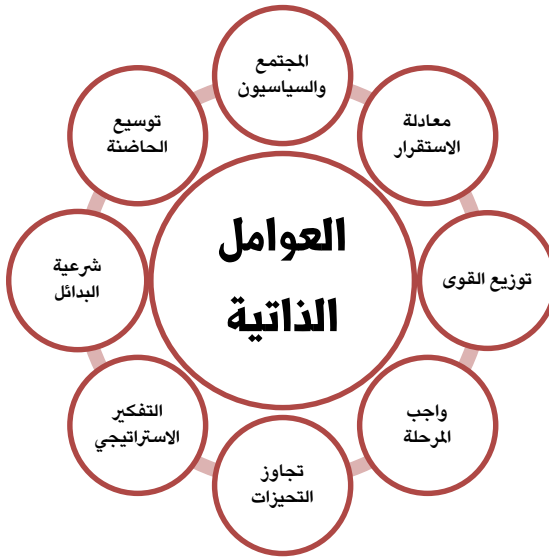 العوامل
الذاتية
المجتمع
والسياسيون
معادلة
الاستقرار
توزيع القوى
واجب
المرحلة
تجاوز
التحيزات
التفكير
الاستراتيجي
شرعية
البدائل
توسيع
الحاضنة